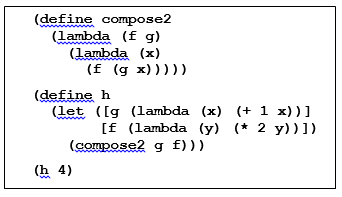 (define compose2
(lambda (f g)
(lambda (x)
(f (g x)))))
(define h
(let ([g (lambda (x) (+ 1 x))]
[f (lambda (y) (* 2 y))])
(compose2 g f)))
(h 4)